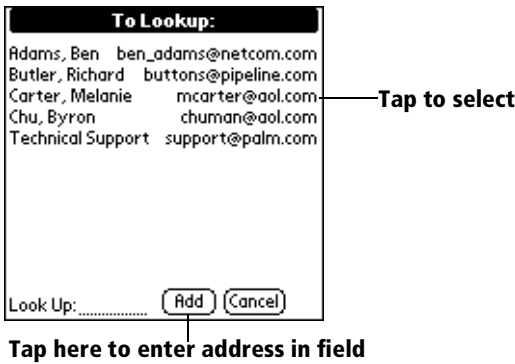 To Lookup:
Adams, Ben ben_adams@netcom.com
Butler, Richard buttons@pipeline.com
Carter, Melanie mcarter@aol.com
Tap to select
Chu, Byron chuman@aol.com
Technical Support support@palm.com
Look Up: Add Cancel
Tap here to enter address in field